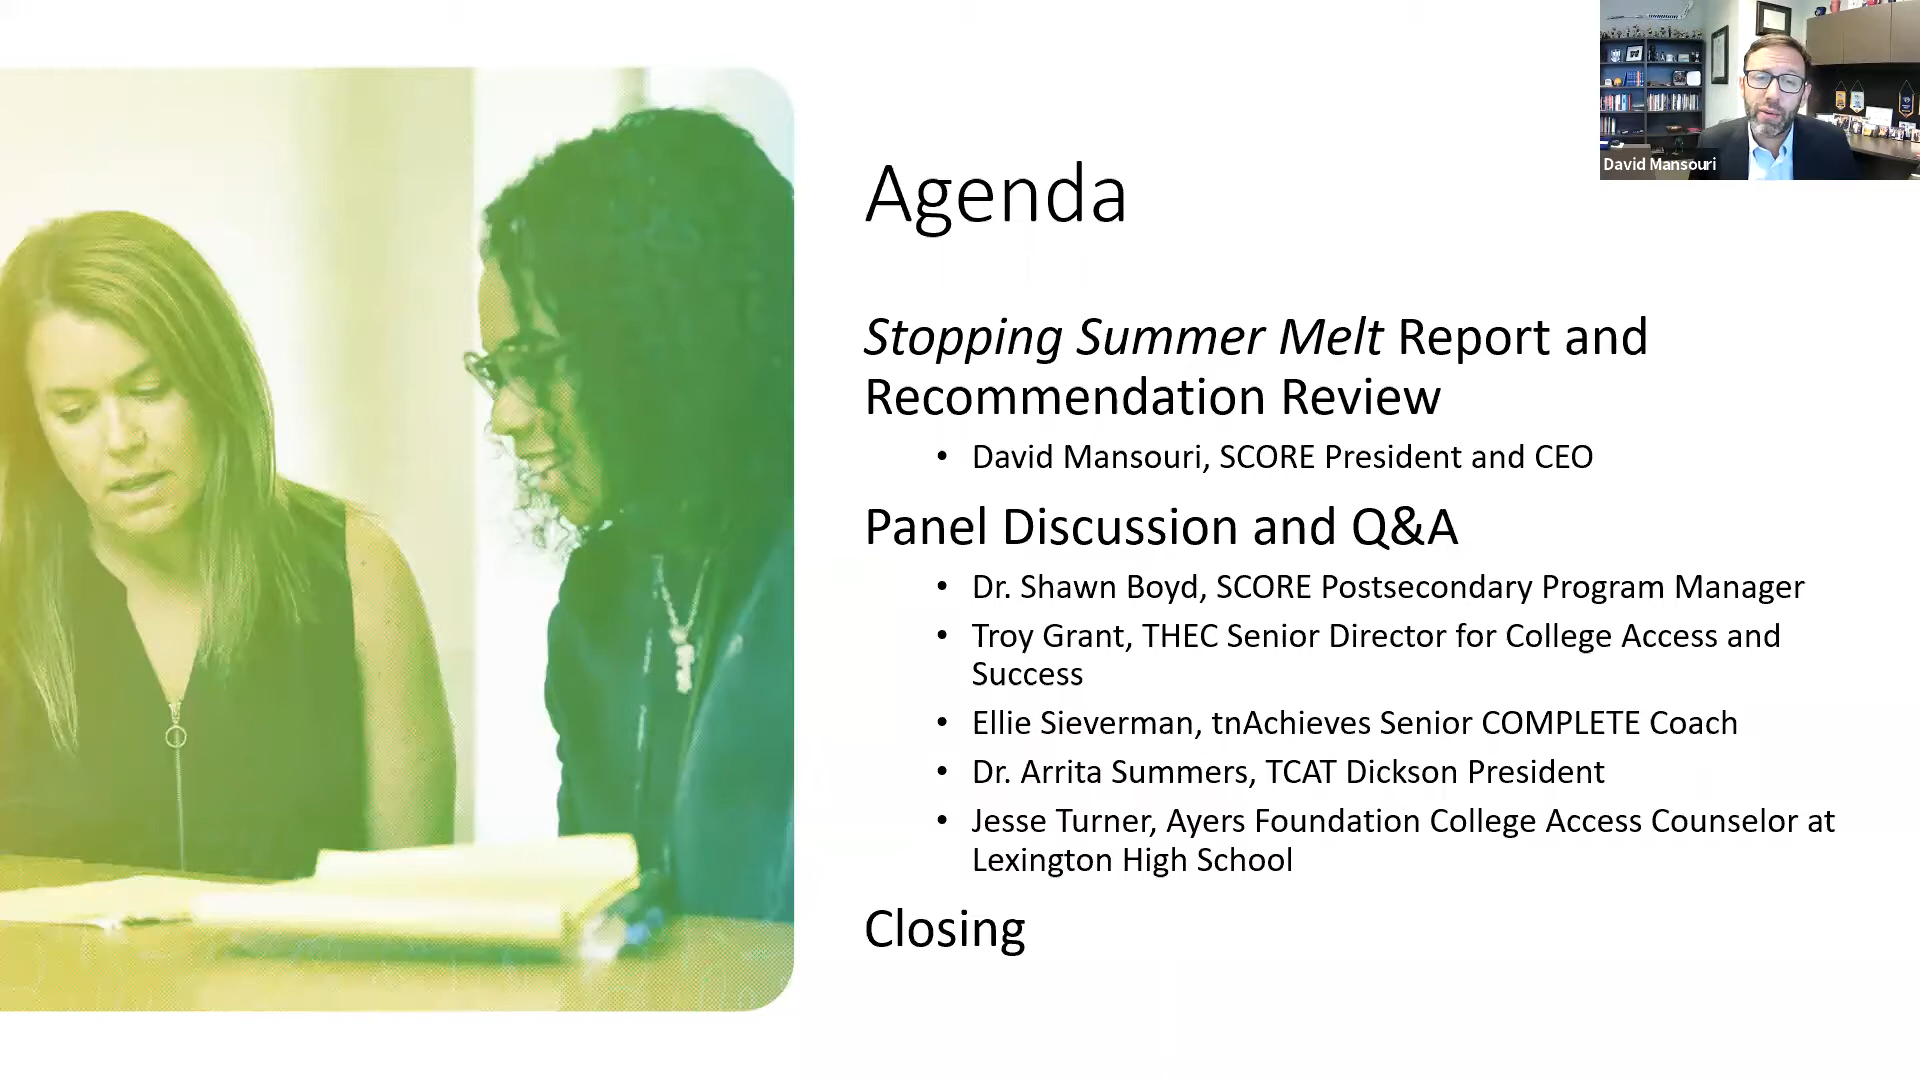 David Mansouri
Agenda
Stopping Summer Melt Report and
Recommendation Review
• David Mansouri, SCORE President and CEO
Panel Discussion and Q&A
• Dr. Shawn Boyd, SCORE Postsecondary Program Manager
• Troy Grant, THEC Senior Director for College Access and
Success
• Ellie Sieverman, tnAchieves Senior COMPLETE Coach
• Dr. Arrita Summers, TCAT Dickson President
• Jesse Turner, Ayers Foundation College Access Counselor at
Lexington High School
Closing